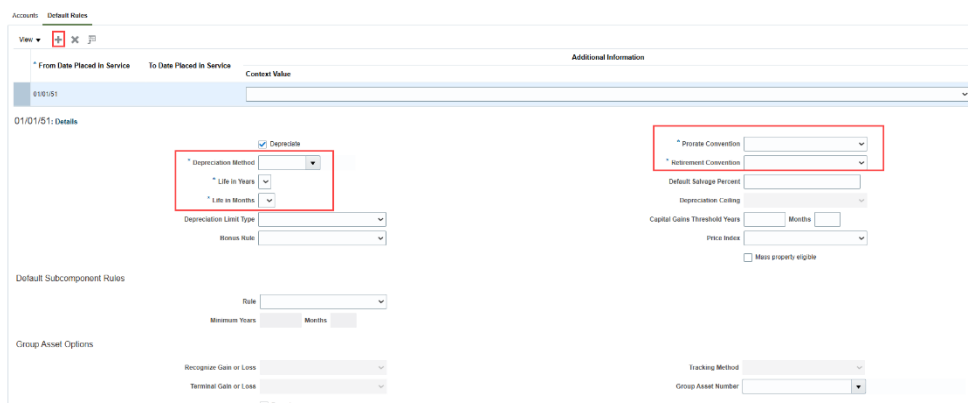 Accounts Default Rules
View
Additional Information
* From Date Placed In Service To Date Placed In Service
Context Value
01/01/51
01/01/51: Details
Depreciate
* Prorate Convention
* Depreciation Method
* Retirement Convention
* Life in Years
Default Salvage Percent
* Life in Months
Depreciation Ceiling
Depreciation Limit Type
Capital Gains Threshold Years Months
Bonus Rule
Price Index
Mass property eligible
Default Subcomponent Rules
Rule
Minimum Years Months
Group Asset Options
Recognize Gain or Loss
Tracking Method
Terminal Gain or Loss
Group Asset Number